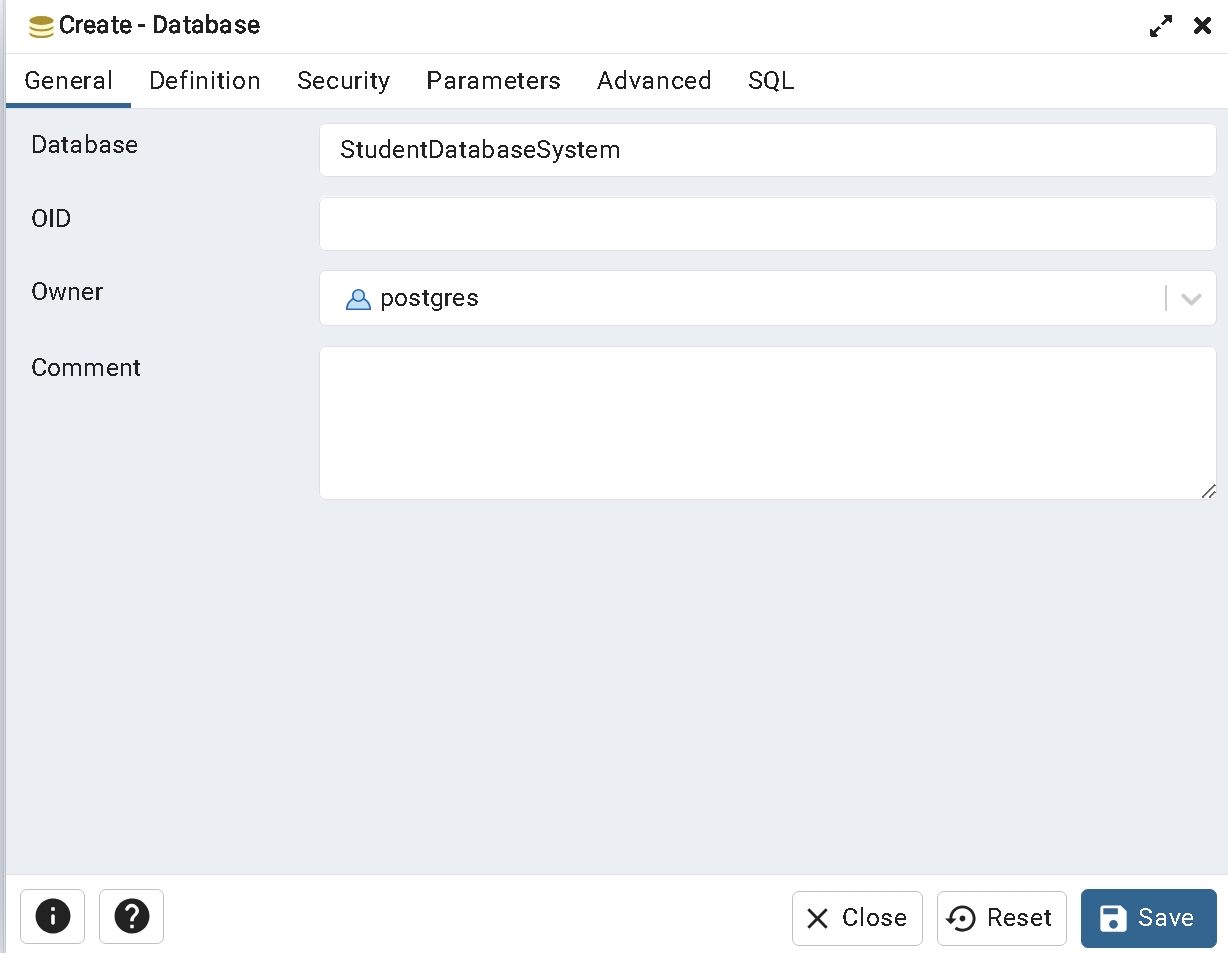 Create - Database
General Definition Security Parameters Advanced SQL
Database StudentDatabaseSystem
OID
Owner postgres
Comment
Close Reset Save